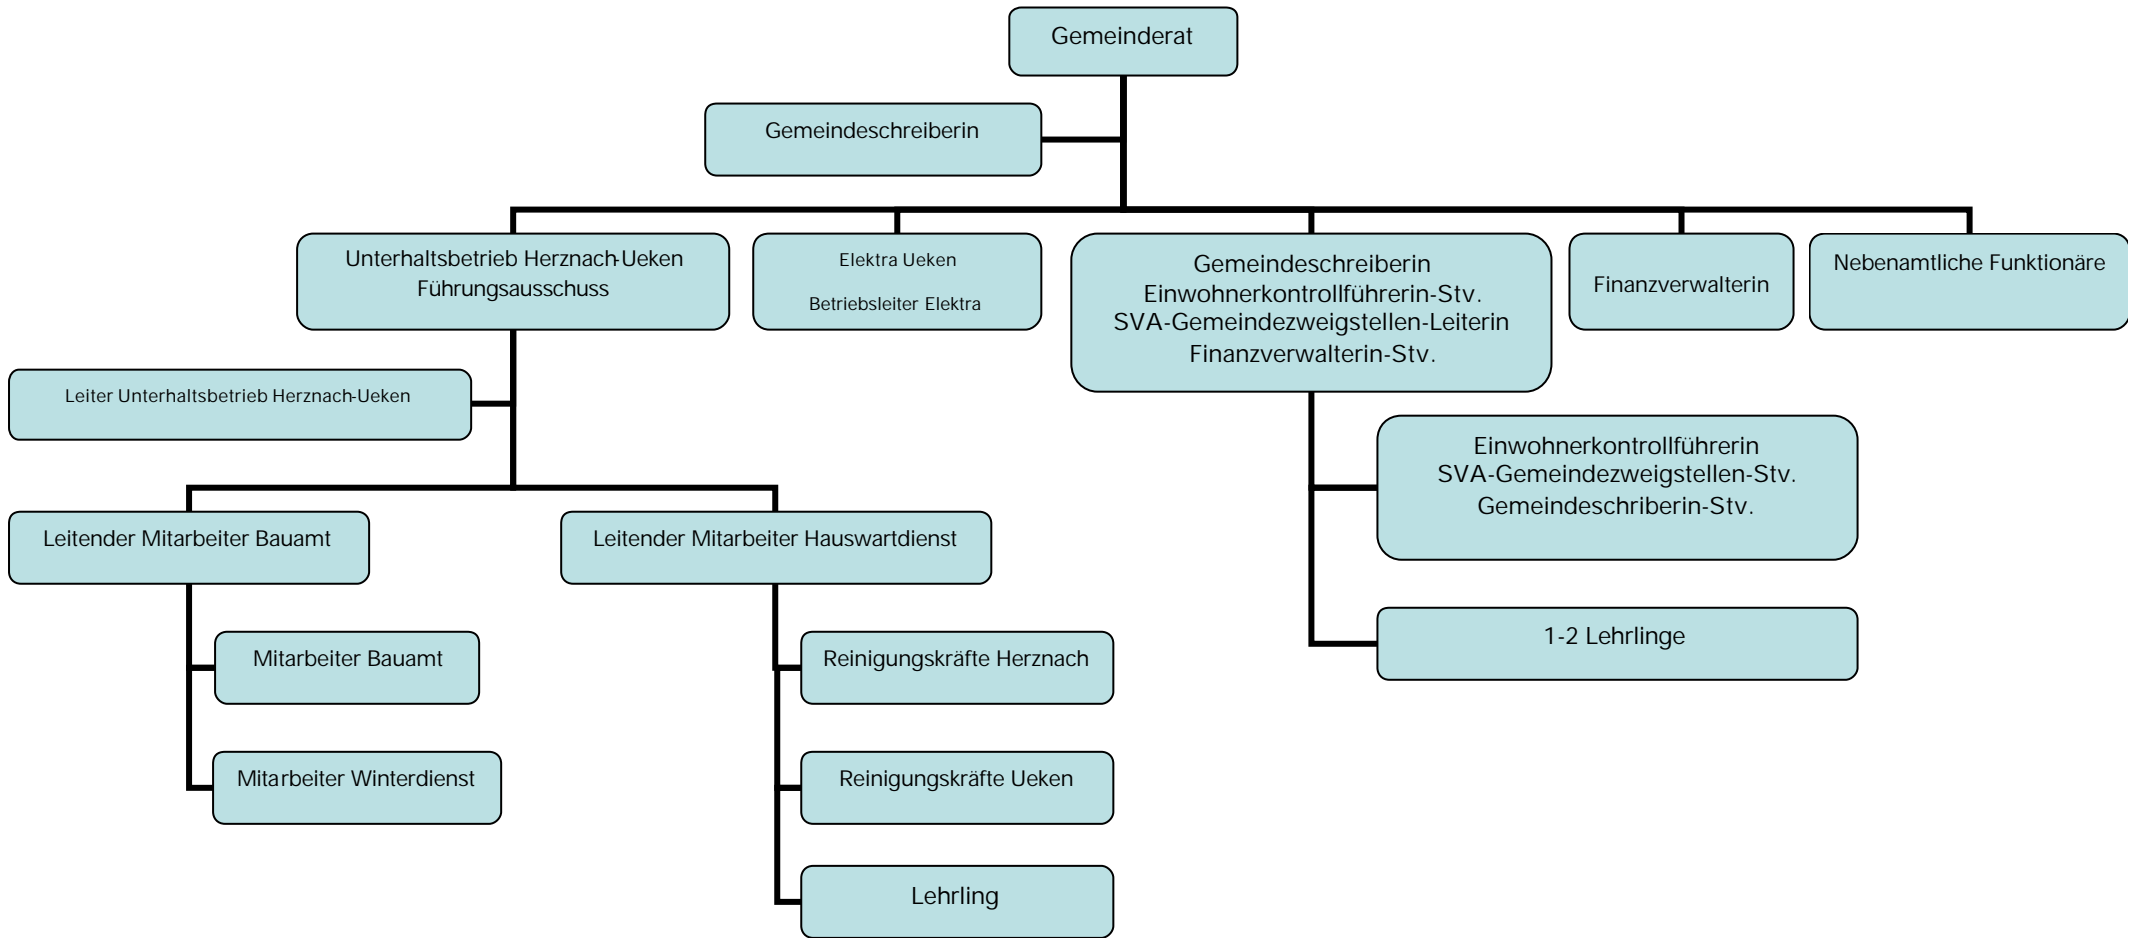 Gemeinderat
Gemeindeschreiberin
Unterhaltsbetrieb Herznach-Ueken
Führungsausschuss
Elektra Ueken
Betriebsleiter Elektra
Gemeindeschreiberin
Einwohnerkontrollführerin-Stv.
SVA-Gemeindezweigstellen-Leiterin
Finanzverwalterin-Stv.
Finanzverwalterin
Nebenamtliche Funktionäre
Leiter Unterhaltsbetrieb Herznach-Ueken
Einwohnerkontrollführerin
SVA-Gemeindezweigstellen-Stv.
Gemeindeschriberin-Stv.
Leitender Mitarbeiter Bauamt
Leitender Mitarbeiter Hauswartdienst
1-2 Lehrlinge
Mitarbeiter Bauamt
Reinigungskräfte Herznach
Mitarbeiter Winterdienst
Reinigungskräfte Ueken
Lehrling